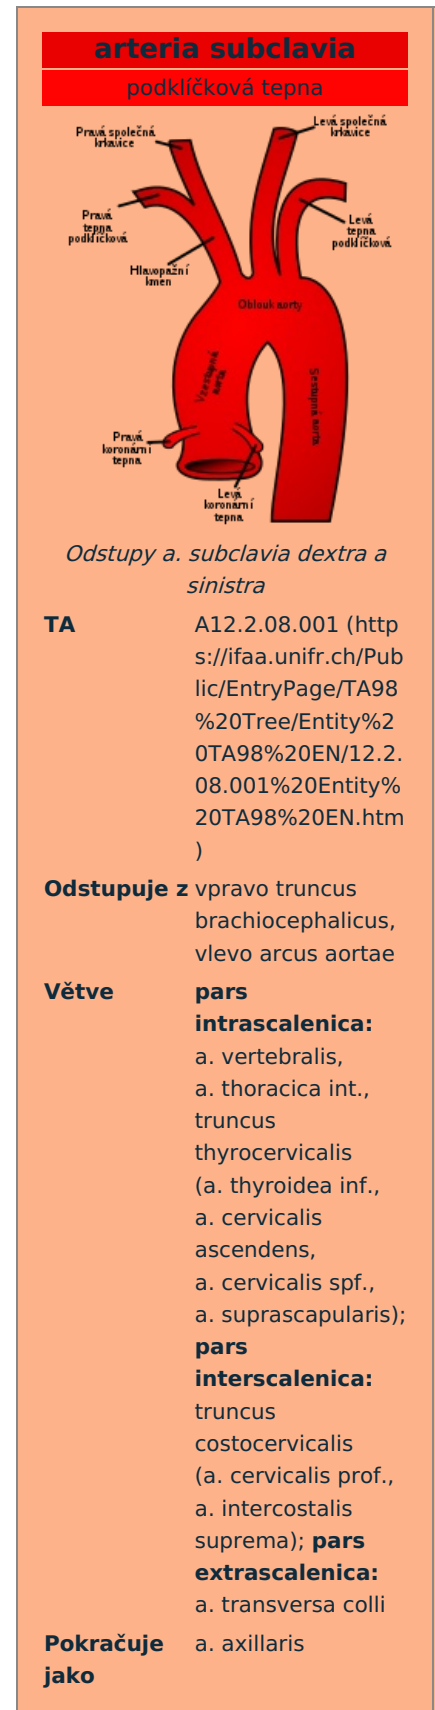 arteria subclavia
podklíčková tepna
Pravá společná
krkavice
Levá společná
krkavice
Pravá
tepna
podklíčková
Levá
tepna
podklíčková
Hlavopažní
kmen
Oblouk aorty
Vzestupná
aorta
Sestupná aorta
Pravá
koronární
tepna
Levá
koronární
tepna
Odstupy a. subclavia dextra a
sinistra
TA A12.2.08.001 (http
s://ifaa.unifr.ch/Pub
lic/EntryPage/TA98
%20Tree/Entity%2
0TA98%20EN/12.2.
08.001%20Entity%
20TA98%20EN.htm
)
Odstupuje z vpravo truncus
brachiocephalicus,
vlevo arcus aortae
Větve pars
intrascalenica:
a. vertebralis,
a. thoracica int.,
truncus
thyrocervicalis
(a. thyroidea inf.,
a. cervicalis
ascendens,
a. cervicalis spf.,
a. suprascapularis);
pars
interscalenica:
truncus
costocervicalis
(a. cervicalis prof.,
a. intercostalis
suprema); pars
extrascalenica:
a. transversa colli
Pokračuje a. axillaris
jako